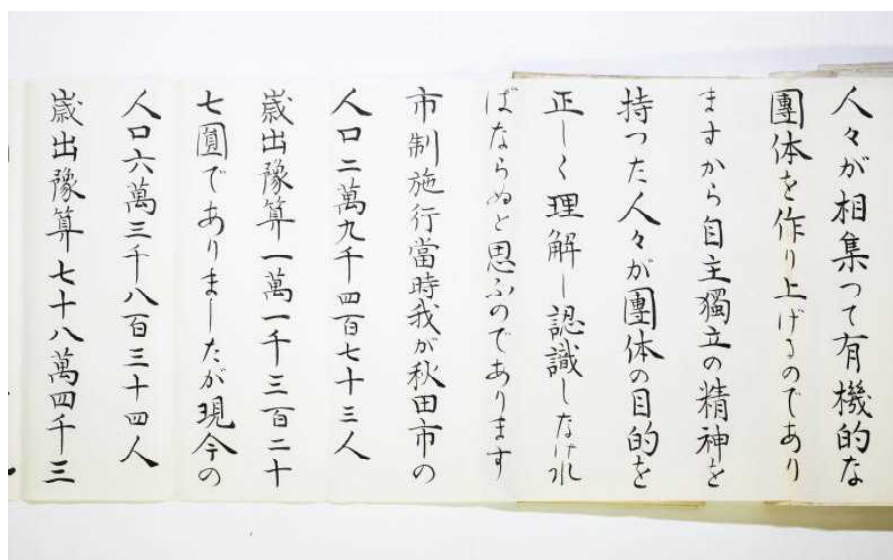 人々が相集つて有機的な
團体を作り上げるのであり
ますから自主獨立の精神を
持つた人々が團体の目的を
正しく理解し認識しなけれ
ばならぬと思ふのであります
市制施行當時我が秋田市の
人口二萬九千四百七十三人
歳出豫算一萬一千三百二十
七圓でありましたが現今の
人口六萬三千八百三十四人
歳出豫算七十八萬四千三